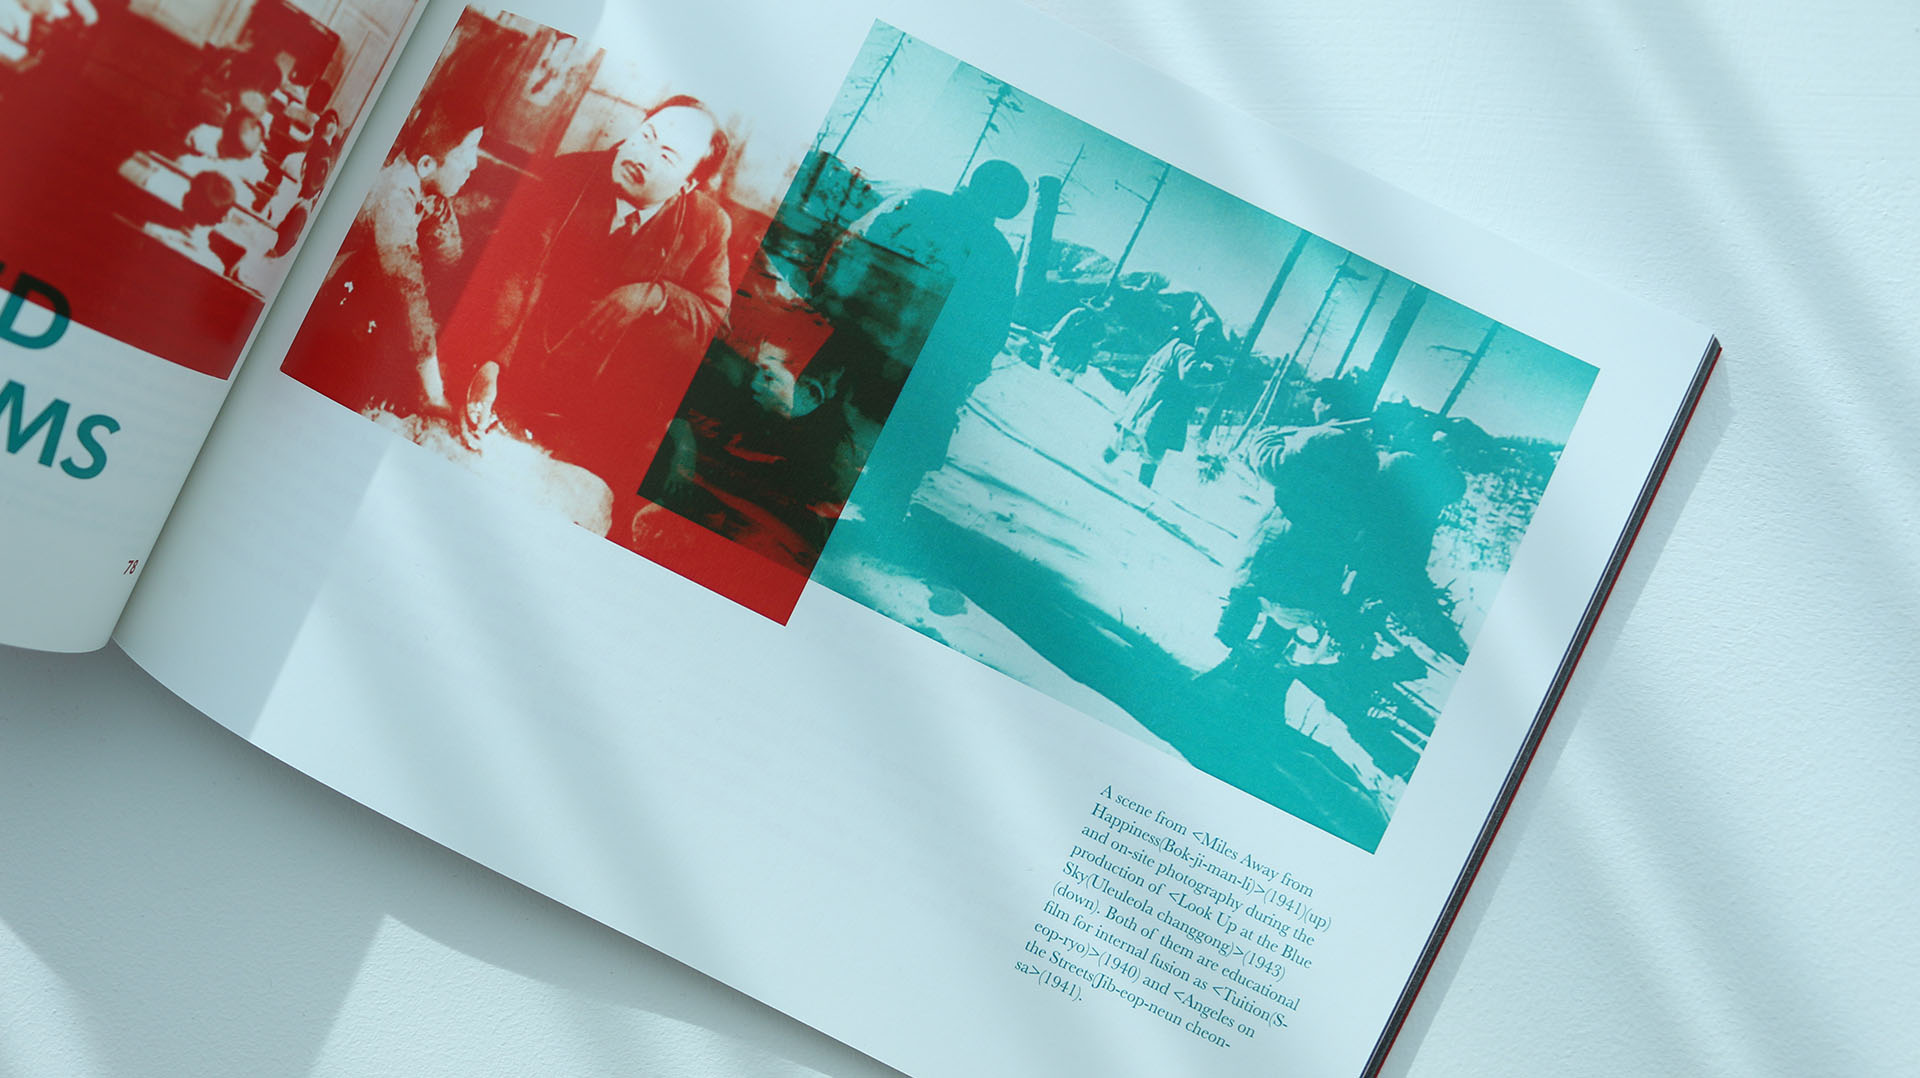 D
MS
78
A scene from <Miles Away from
Happiness(Bok-ji-man-li)>(1941)(up)
and on-site photography during the
production of <Look Up at the Blue
Sky(Uleuleola changgong)>(1943)
(down). Both of them are educational
film for internal fusion as <Tuition(S-
eop-ryo)>(1940) and <Angeles on
the Streets(Jib-eop-neun cheon-
sa>(1941).